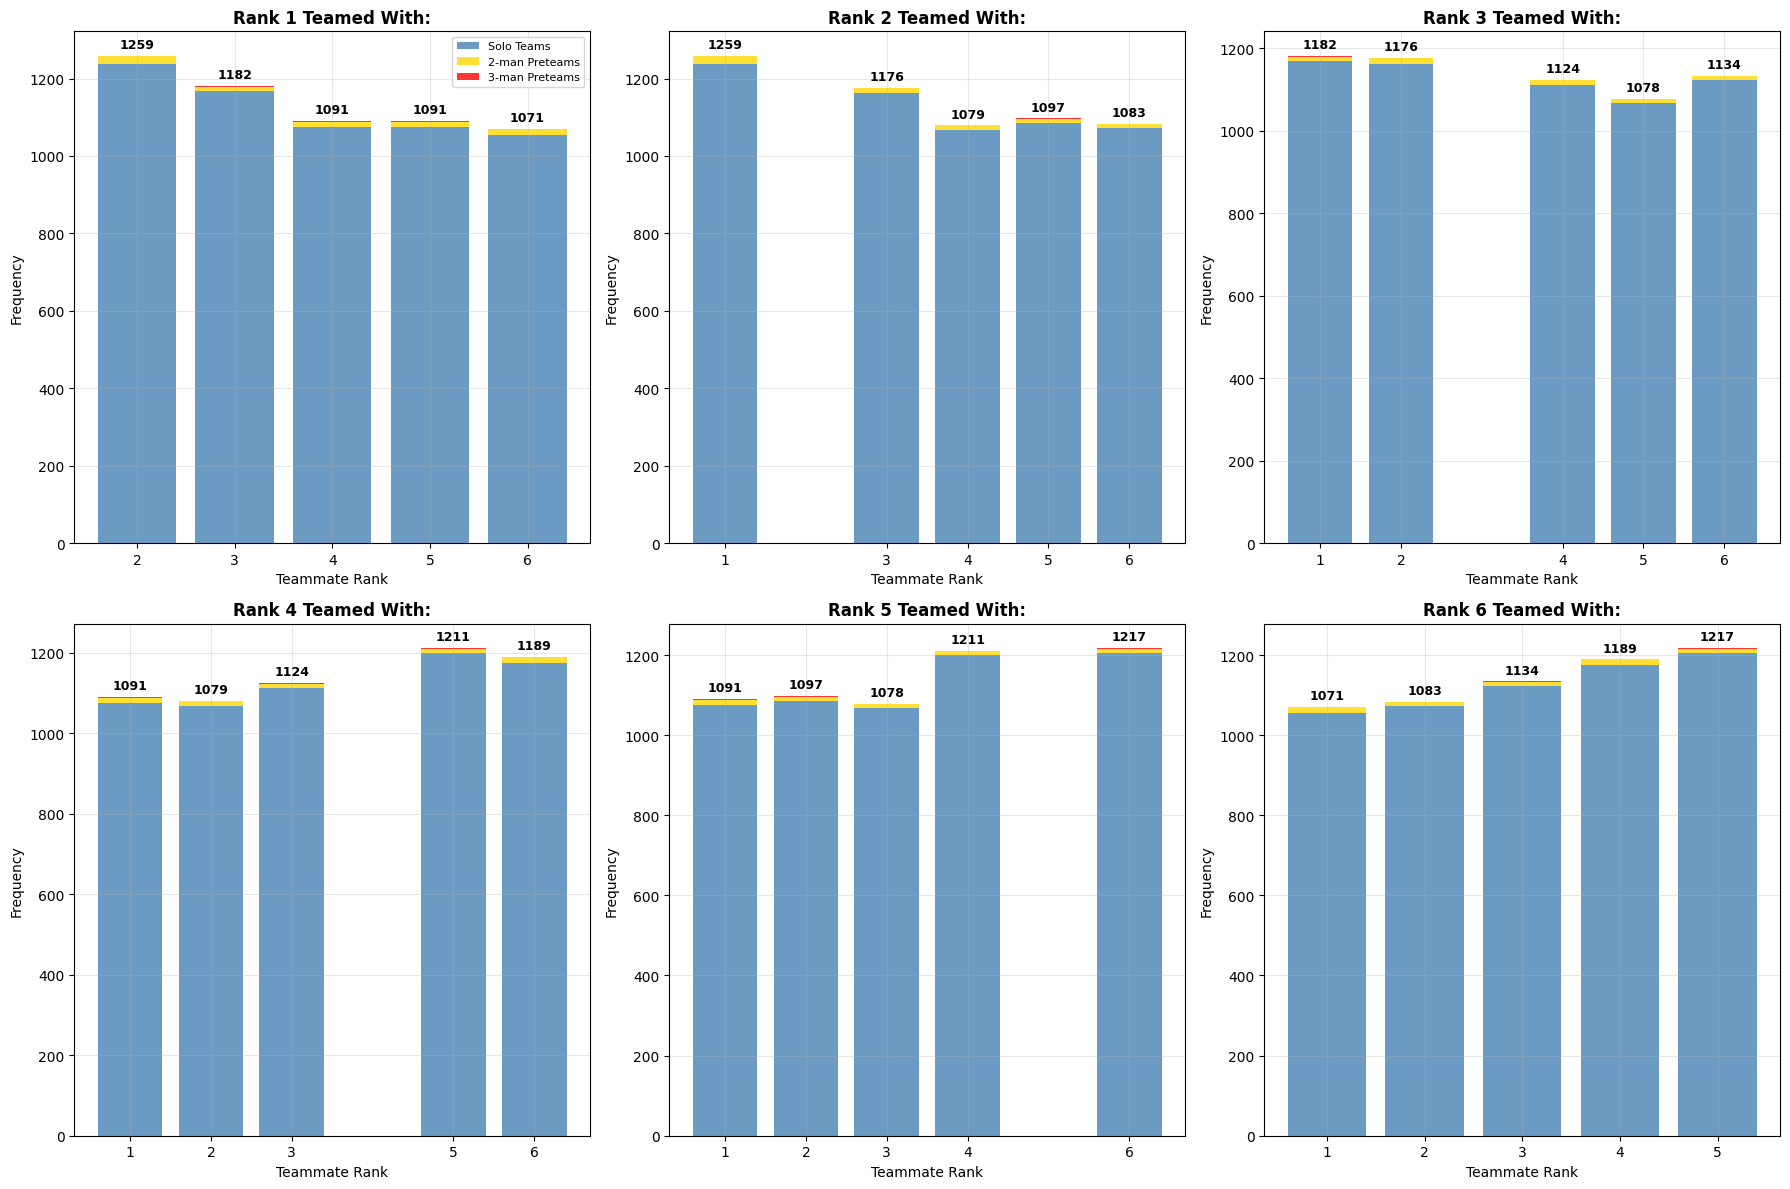 Rank 1 Teamed With:
1259
1182
1091
1091
1071
Solo Teams
2-man Preteams
3-man Preteams
1200
1000
800
600
400
200
0
Frequency
2 3 4 5 6
Teammate Rank
Rank 2 Teamed With:
1259
1176
1079
1097
1083
1200
1000
800
600
400
200
0
Frequency
1 3 4 5 6
Teammate Rank
Rank 3 Teamed With:
1182
1176
1124
1078
1134
1200
1000
800
600
400
200
0
Frequency
1 2 4 5 6
Teammate Rank
Rank 4 Teamed With:
1091
1079
1124
1211
1189
1200
1000
800
600
400
200
0
Frequency
1 2 3 5 6
Teammate Rank
Rank 5 Teamed With:
1091
1097
1078
1211
1217
1200
1000
800
600
400
200
0
Frequency
1 2 3 4 6
Teammate Rank
Rank 6 Teamed With:
1071
1083
1134
1189
1217
1200
1000
800
600
400
200
0
Frequency
1 2 3 4 5
Teammate Rank